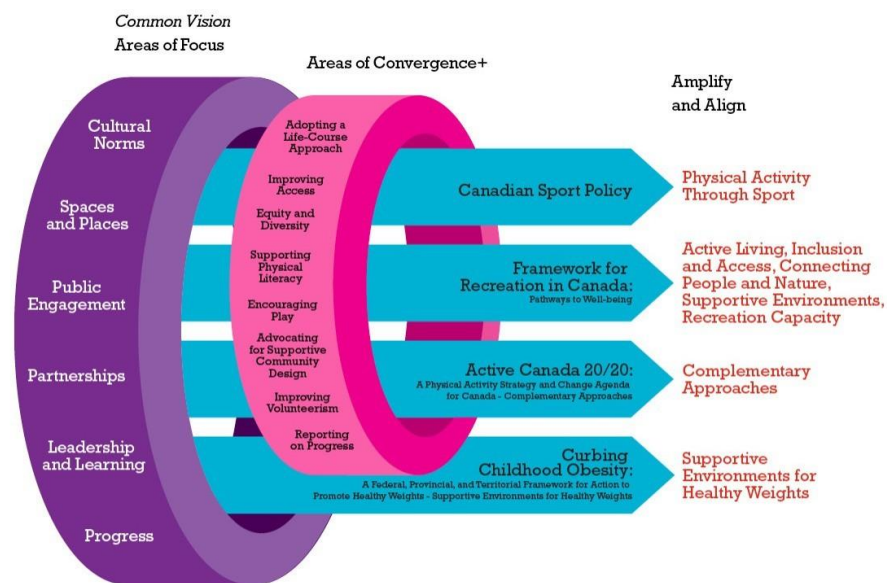 Common Vision
Areas of Focus
Areas of Convergence+
Amplify
and Align
Cultural
Norms
Spaces
and Places
Public
Engagement
Partnerships
Leadership
and Learning
Progress
Adopting a
Life-Course
Approach
Improving
Access
Equity and
Diversity
Supporting
Physical
Literacy
Encouraging
Play
Advocating
for Supportive
Community
Design
Improving
Volunteerism
Reporting
on Progress
Canadian Sport Policy
Framework for
Recreation in Canada:
Pathways to Well-being
Active Canada 20/20:
A Physical Activity Strategy and Change Agenda
for Canada - Complementary Approaches
Curbing
Childhood Obesity:
A Federal, Provincial, and Territorial Framework for Action to
Promote Healthy Weights - Supportive Environments for Healthy Weights
Physical Activity
Through Sport
Active Living, Inclusion
and Access, Connecting
People and Nature,
Supportive Environments,
Recreation Capacity
Complementary
Approaches
Supportive
Environments for
Healthy Weights